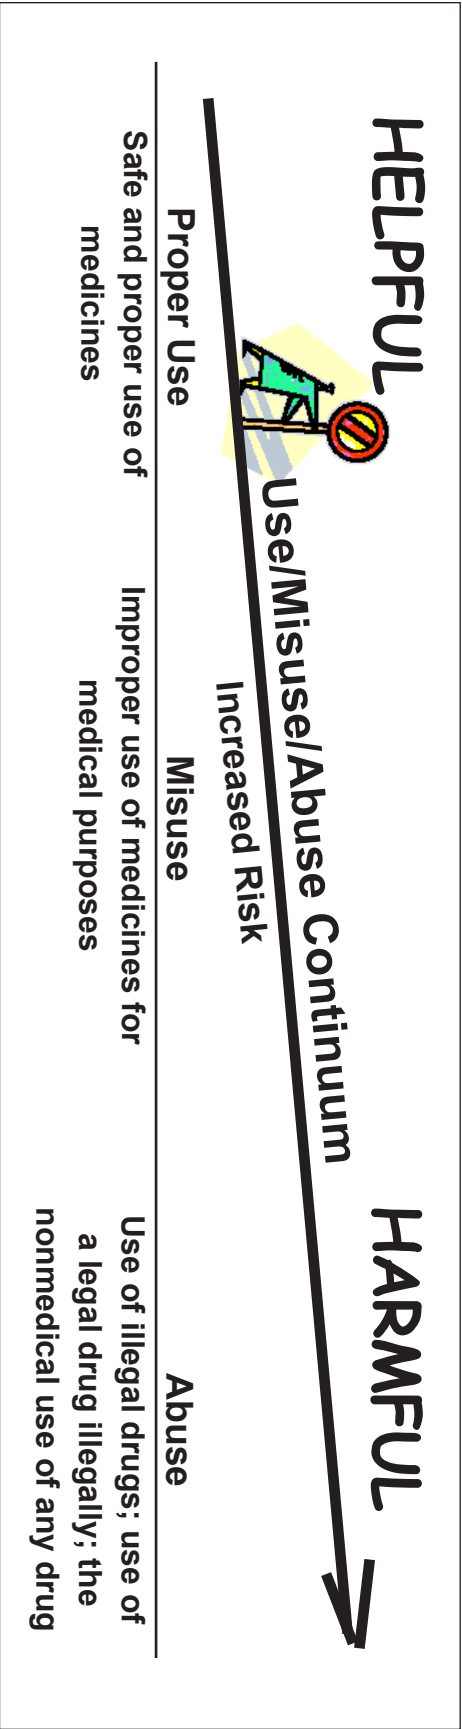 HELPFUL
HARMFUL
Use/Misuse/Abuse Continuum
Increased Risk
Proper Use
Safe and proper use of
medicines
Misuse
Improper use of medicines for
medical purposes
Abuse
Use of illegal drugs; use of
a legal drug illegally; the
nonmedical use of any drug